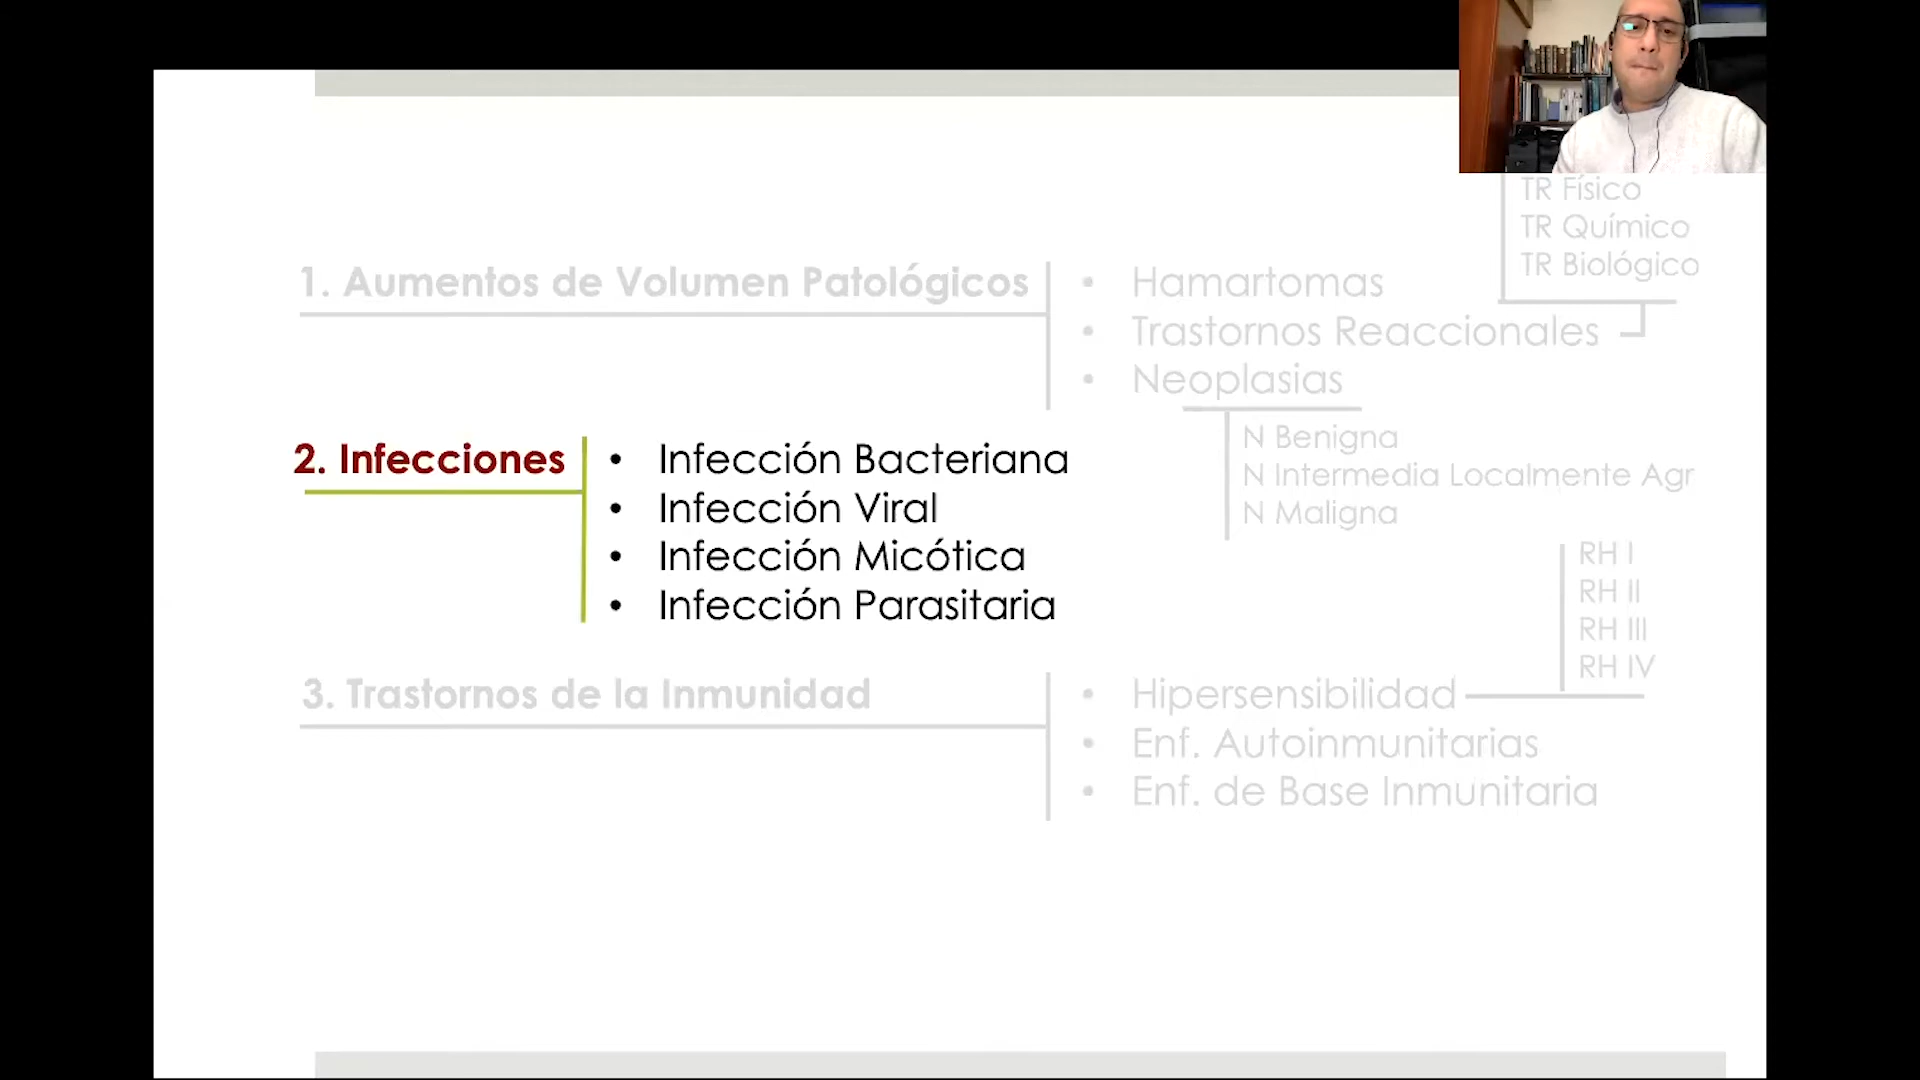 TR Físico
TR Químico
TR Biológico
1. Aumentos de Volumen Patológicos
• Hamartomas
• Trastornos Reaccionales
• Neoplasias
N Benigna
N Intermedia Localmente Agr
N Maligna
2. Infecciones
• Infección Bacteriana
• Infección Viral
• Infección Micótica
• Infección Parasitaria
RH I
RH II
RH III
RH IV
3. Trastornos de la Inmunidad
• Hipersensibilidad
• Enf. Autoinmunitarias
• Enf. de Base Inmunitaria